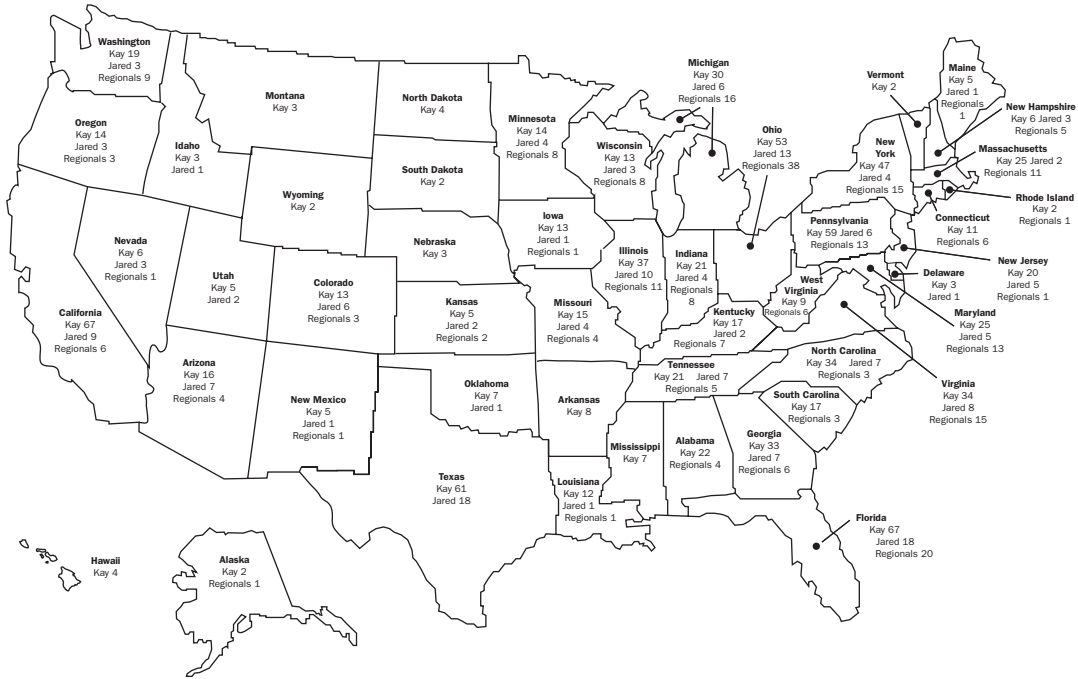 Washington
Kay 19
Jared 3
Regionals 9
Oregon
Kay 14
Jared 3
Regionals 3
Idaho
Kay 3
Jared 1
Montana
Kay 3
North Dakota
Kay 4
South Dakota
Kay 2
Wyoming
Kay 2
Nebraska
Kay 3
Nevada
Kay 6
Jared 3
Regionals 1
Utah
Kay 5
Jared 2
Colorado
Kay 13
Jared 6
Regionals 3
Kansas
Kay 5
Jared 2
Regionals 2
California
Kay 67
Jared 9
Regionals 6
Arizona
Kay 16
Jared 7
Regionals 4
New Mexico
Kay 5
Jared 1
Regionals 1
Oklahoma
Kay 7
Jared 1
Texas
Kay 61
Jared 18
Hawaii
Kay 4
Alaska
Kay 2
Regionals 1
Minnesota
Kay 14
Jared 4
Regionals 8
Iowa
Kay 13
Jared 1
Regionals 1
Missouri
Kay 15
Jared 4
Regionals 4
Arkansas
Kay 8
Louisiana
Kay 12
Jared 1
Regionals 1
Wisconsin
Kay 13
Jared 3
Regionals 8
Illinois
Kay 37
Jared 10
Regionals 11
Michigan
Kay 30
Jared 6
Regionals 16
Indiana
Kay 21
Jared 4
Regionals
8
Ohio
Kay 53
Jared 13
Regionals 38
Kentucky
Kay 17
Jared 2
Regionals 7
Tennessee
Kay 21 Jared 7
Regionals 5
Mississippi
Kay 7
Alabama
Kay 22
Regionals 4
Georgia
Kay 33
Jared 7
Regionals 6
Florida
Kay 67
Jared 18
Regionals 20
South Carolina
Kay 17
Regionals 3
North Carolina
Kay 34 Jared 7
Regionals 3
West
Virginia
Kay 9
Regionals 6
Virginia
Kay 34
Jared 8
Regionals 15
Maryland
Kay 25
Jared 5
Regionals 13
Delaware
Kay 3
Jared 1
Pennsylvania
Kay 59 Jared 6
Regionals 13
New Jersey
Kay 20
Jared 5
Regionals 1
New
York
Kay 47
Jared 4
Regionals 15
Connecticut
Kay 11
Regionals 6
Rhode Island
Kay 2
Regionals 1
Massachusetts
Kay 25 Jared 2
Regionals 11
New Hampshire
Kay 6 Jared 3
Regionals 5
Vermont
Kay 2
Maine
Kay 5
Jared 1
Regionals
1